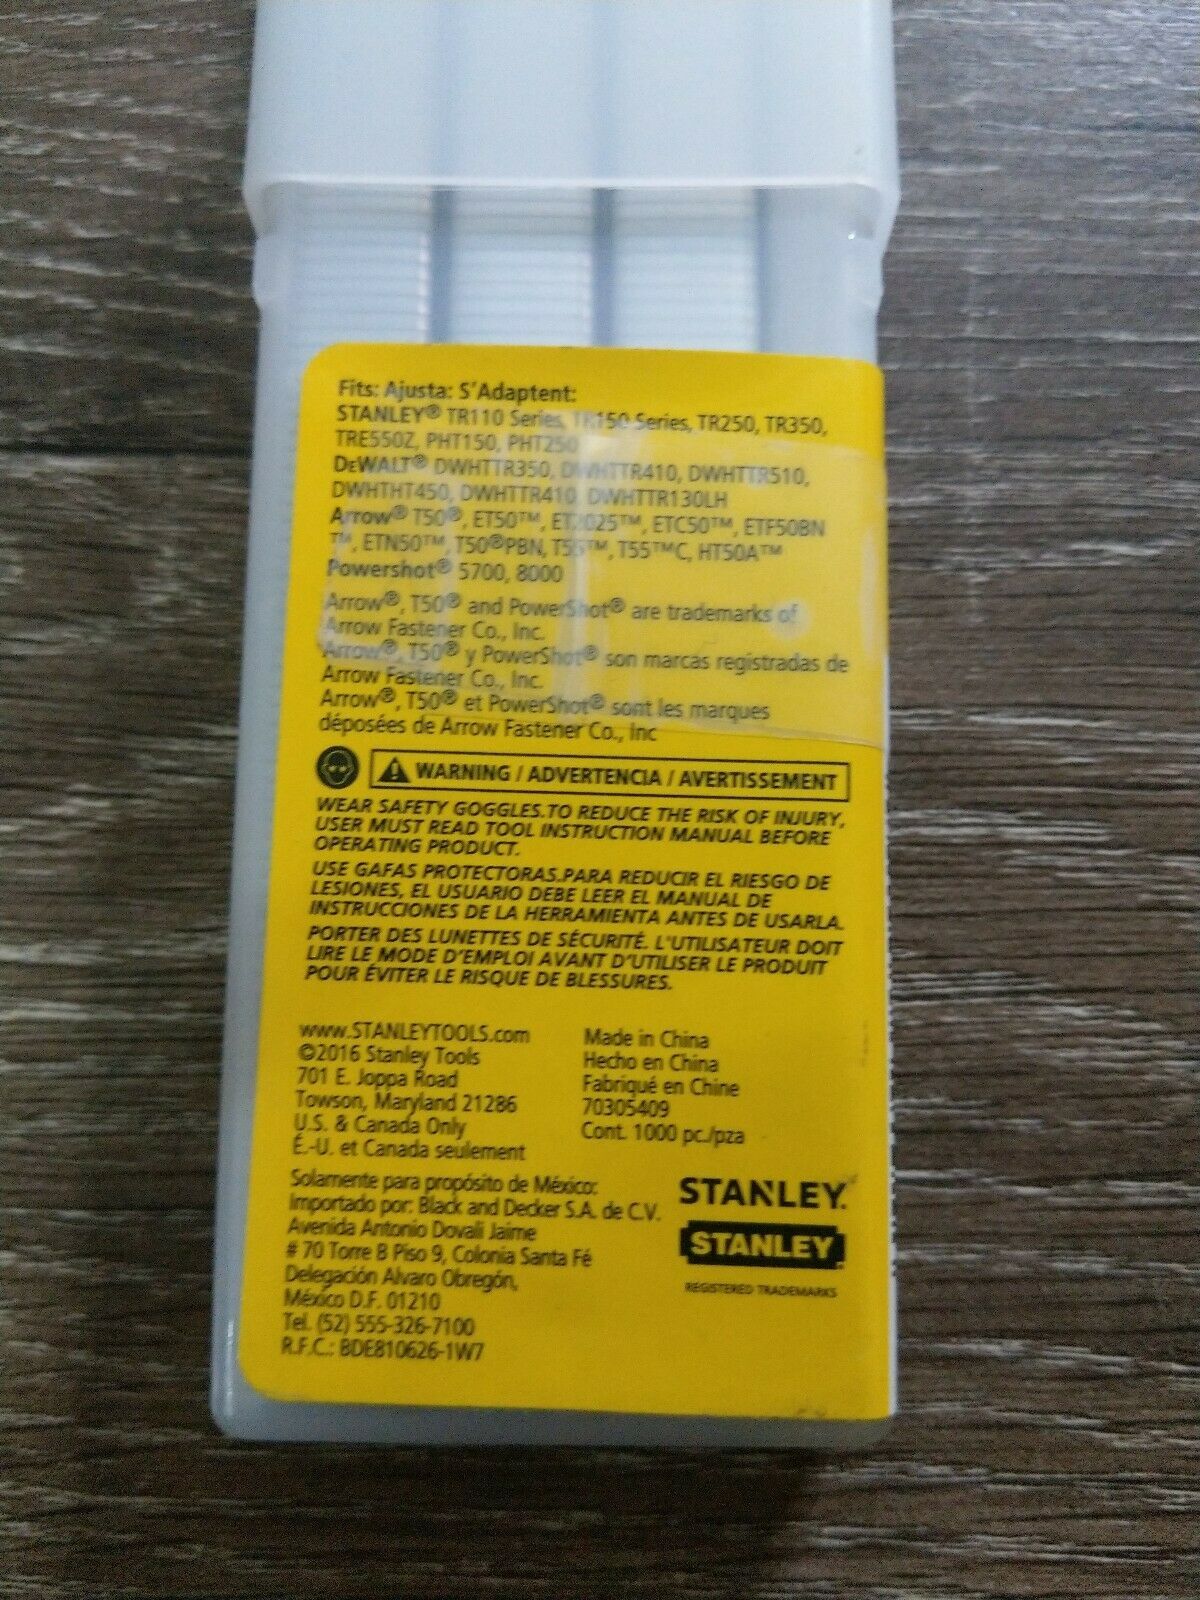 Fits: Ajusta: S'Adaptent:
STANLEY® TR110 Series, TR150 Series, TR250, TR350,
TRE550Z, PHT150, PHT250
DEWALT® DWHTTR350, DWHTTR410, DWHTTR510,
DWHTHT450, DWHTTR410, DWHTTR130LH
Arrow® T50®, ET50™, ET2025™, ETC50™, ETF50BN
™, ETN50™, T50®PBN, T55™, T55™C, HT50A™
Powershot® 5700, 8000
Arrow®, T50® and PowerShot® are trademarks of
Arrow Fastener Co., Inc.
Arrow®, T50® y PowerShot® son marcas registradas de
Arrow Fastener Co., Inc.
Arrow®, T50® et PowerShot® sont les marques
déposées de Arrow Fastener Co., Inc
WARNING / ADVERTENCIA / AVERTISSEMENT
WEAR SAFETY GOGGLES.TO REDUCE THE RISK OF INJURY,
USER MUST READ TOOL INSTRUCTION MANUAL BEFORE
OPERATING PRODUCT.
USE GAFAS PROTECTORAS.PARA REDUCIR EL RIESGO DE
LESIONES, EL USUARIO DEBE LEER EL MANUAL DE
INSTRUCCIONES DE LA HERRAMIENTA ANTES DE USARLA.
PORTER DES LUNETTES DE SÉCURITÉ. L'UTILISATEUR DOIT
LIRE LE MODE D'EMPLOI AVANT D'UTILISER LE PRODUIT
POUR ÉVITER LE RISQUE DE BLESSURES.
www.STANLEYTOOLS.com
©2016 Stanley Tools
701 E. Joppa Road
Towson, Maryland 21286
U.S. & Canada Only
É.-U. et Canada seulement
Made in China
Hecho en China
Fabriqué en Chine
70305409
Cont. 1000 pc./pza
Solamente para propósito de México:
Importado por: Black and Decker S.A. de C.V.
Avenida Antonio Dovali Jaime
# 70 Torre B Piso 9, Colonia Santa Fé
Delegación Alvaro Obregón,
México D.F. 01210
Tel. (52) 555-326-7100
R.F.C.: BDE810626-1W7
STANLEY.
STANLEY
REGISTERED TRADEMARKS